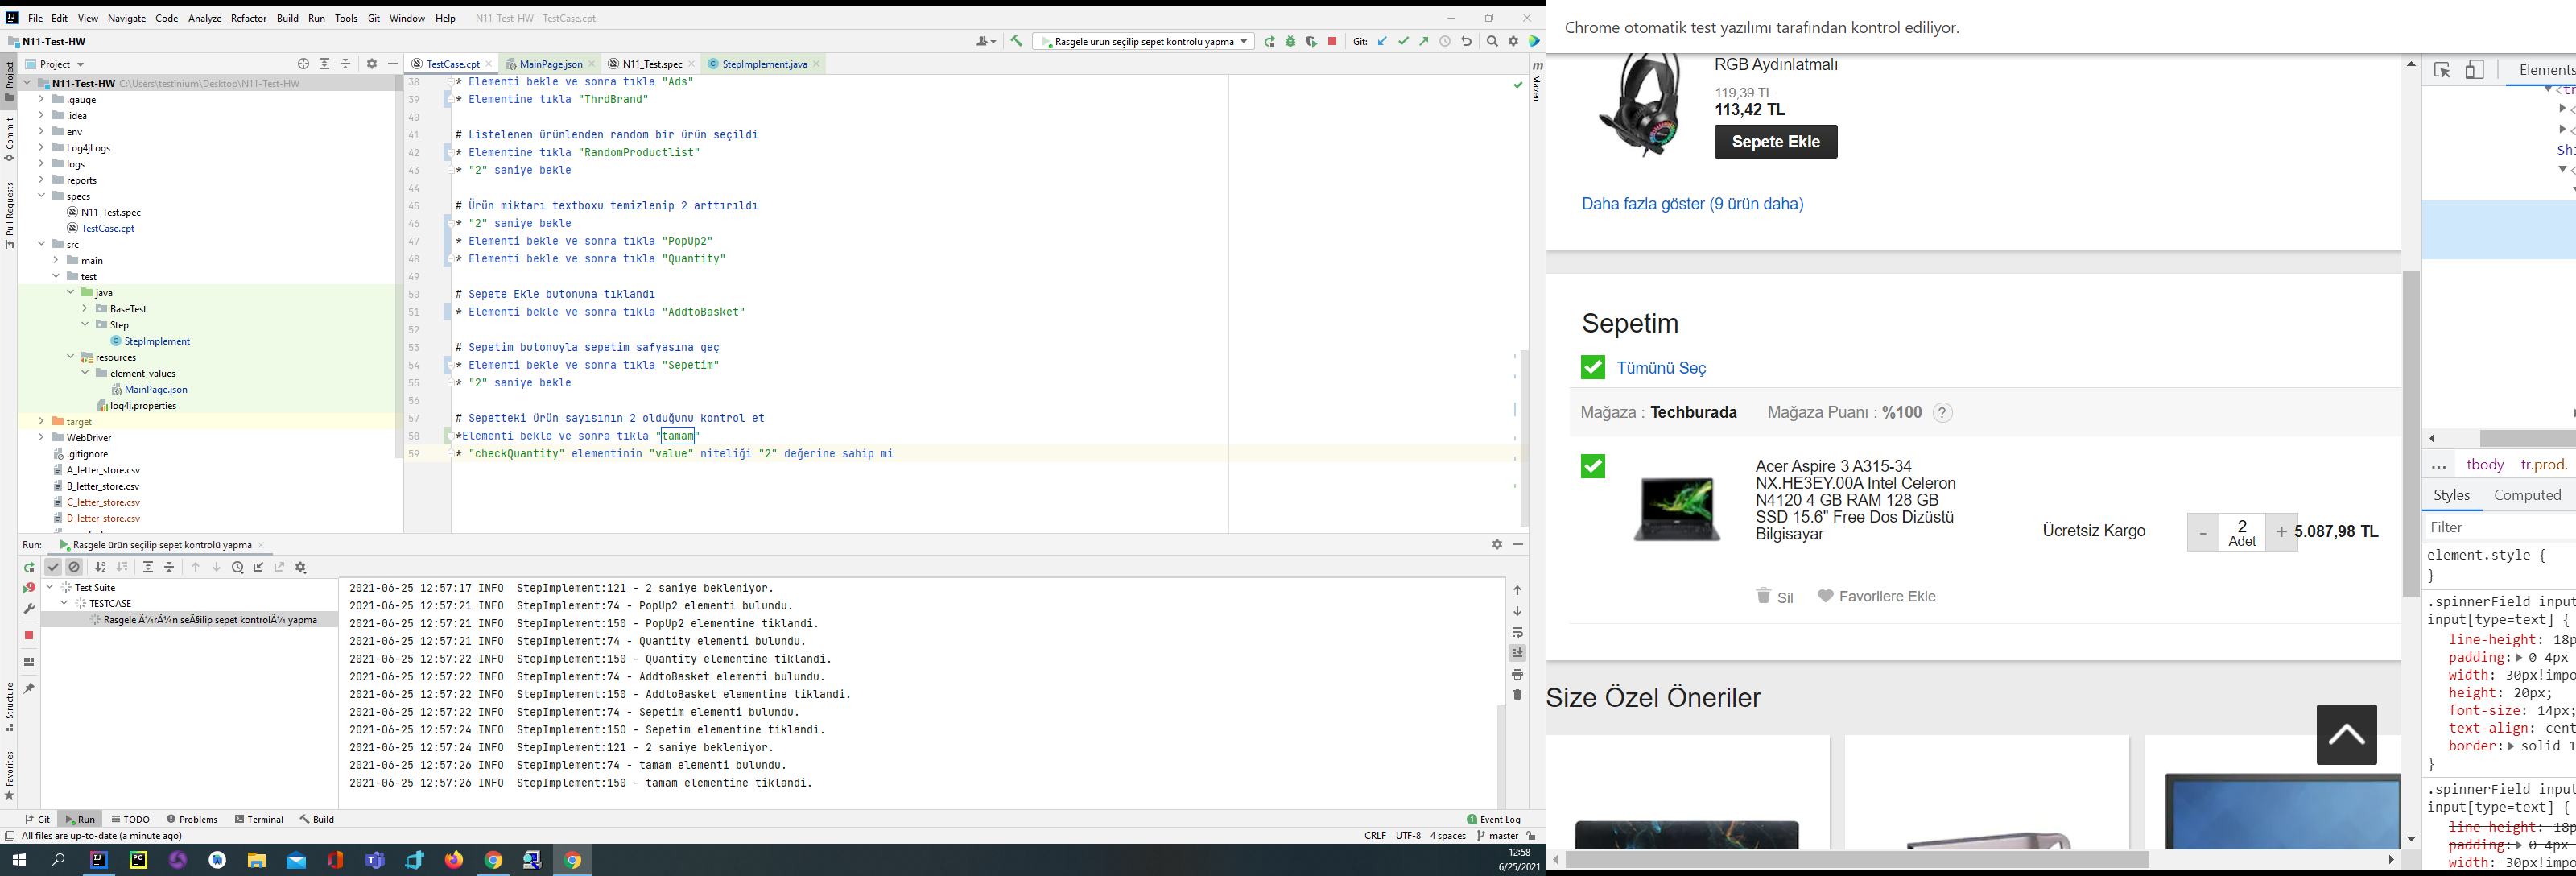 File Edit View Navigate Code Analyze Refactor Build Run Tools Git Window Help N11-Test-HW - TestCase.cpt
N11-Test-HW
Rasgele ürün seçilip sepet kontrolü yapma
Git:
Project
TestCase.cpt
MainPage.json
N11_Test.spec
StepImplement.java
Project
Commit
Pull Requests
Structure
Favorites
Maven
N11-Test-HW C:\Users\testinium\Desktop\N11-Test-HW
.gauge
.idea
env
Log4jLogs
logs
reports
specs
N11_Test.spec
TestCase.cpt
src
main
test
java
BaseTest
Step
StepImplement
resources
element-values
MainPage.json
log4j.properties
target
WebDriver
.gitignore
A_letter_store.csv
B_letter_store.csv
C_letter_store.csv
D_letter_store.csv
38 * Elementi bekle ve sonra tıkla "Ads"
39 * Elementine tıkla "ThrdBrand"
40
41 # Listelenen ürünlenden random bir ürün seçildi
42 * Elementine tıkla "RandomProductlist"
43 * "2" saniye bekle
44
45 # Ürün miktarı textboxu temizlenip 2 arttırıldı
46 * "2" saniye bekle
47 * Elementi bekle ve sonra tıkla "PopUp2"
48 * Elementi bekle ve sonra tıkla "Quantity"
49
50 # Sepete Ekle butonuna tıklandı
51 * Elementi bekle ve sonra tıkla "AddtoBasket"
52
53 # Sepetim butonuyla sepetim safyasına geç
54 * Elementi bekle ve sonra tıkla "Sepetim"
55 * "2" saniye bekle
56
57 # Sepetteki ürün sayısının 2 olduğunu kontrol et
58 *Elementi bekle ve sonra tıkla "tamam"
59 * "checkQuantity" elementinin "value" niteliği "2" değerine sahip mi
Run: Rasgele ürün seçilip sepet kontrolü yapma
Test Suite
TESTCASE
Rasgele Ã¼rÃ¼n seÃ§ilip sepet kontrolÃ¼ yapma
2021-06-25 12:57:17 INFO StepImplement:121 - 2 saniye bekleniyor.
2021-06-25 12:57:21 INFO StepImplement:74 - PopUp2 elementi bulundu.
2021-06-25 12:57:21 INFO StepImplement:150 - PopUp2 elementine tiklandi.
2021-06-25 12:57:21 INFO StepImplement:74 - Quantity elementi bulundu.
2021-06-25 12:57:22 INFO StepImplement:150 - Quantity elementine tiklandi.
2021-06-25 12:57:22 INFO StepImplement:74 - AddtoBasket elementi bulundu.
2021-06-25 12:57:22 INFO StepImplement:150 - AddtoBasket elementine tiklandi.
2021-06-25 12:57:22 INFO StepImplement:74 - Sepetim elementi bulundu.
2021-06-25 12:57:24 INFO StepImplement:150 - Sepetim elementine tiklandi.
2021-06-25 12:57:24 INFO StepImplement:121 - 2 saniye bekleniyor.
2021-06-25 12:57:26 INFO StepImplement:74 - tamam elementi bulundu.
2021-06-25 12:57:26 INFO StepImplement:150 - tamam elementine tiklandi.
Git Run TODO Problems Terminal Build
1 Event Log
All files are up-to-date (a minute ago)
CRLF UTF-8 4 spaces master
12:58
6/25/2021
Chrome otomatik test yazılımı tarafından kontrol ediliyor.
RGB Aydınlatmalı
119,39 TL
113,42 TL
Sepete Ekle
Daha fazla göster (9 ürün daha)
Sepetim
Tümünü Seç
Mağaza : Techburada Mağaza Puanı : %100 ?
Acer Aspire 3 A315-34
NX.HE3EY.00A Intel Celeron
N4120 4 GB RAM 128 GB
SSD 15.6" Free Dos Dizüstü
Bilgisayar
Ücretsiz Kargo
- 2 +
Adet
5.087,98 TL
Sil Favorilere Ekle
Size Özel Öneriler
Elements
... tbody tr.prod.
Styles Computed
Filter
element.style {
}
.spinnerField input
input[type=text] {
line-height: 18p
padding: 0 4px
width: 30px!impo
height: 20px;
font-size: 14px;
text-align: cent
border: solid 1
}
.spinnerField input
input[type=text] {
line-height: 18p
padding: 0 4px
width: 30px!impo